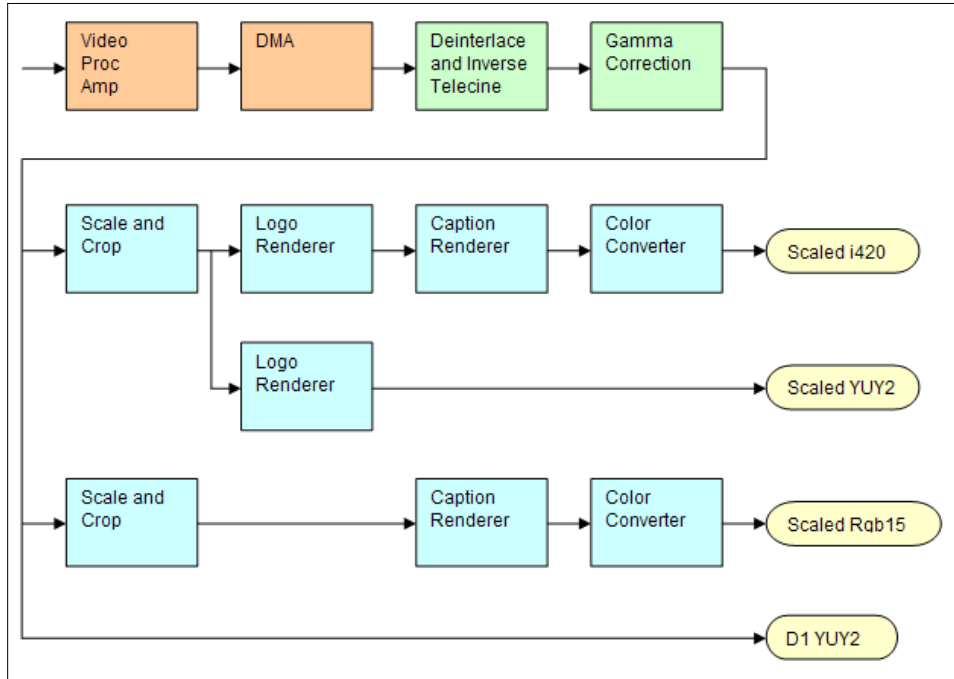 Video
Proc
Amp
DMA
Deinterlace
and Inverse
Telecine
Gamma
Correction
Scale and
Crop
Logo
Renderer
Caption
Renderer
Color
Converter
Scaled i420
Logo
Renderer
Scaled YUY2
Scale and
Crop
Caption
Renderer
Color
Converter
Scaled Rgb15
D1 YUY2